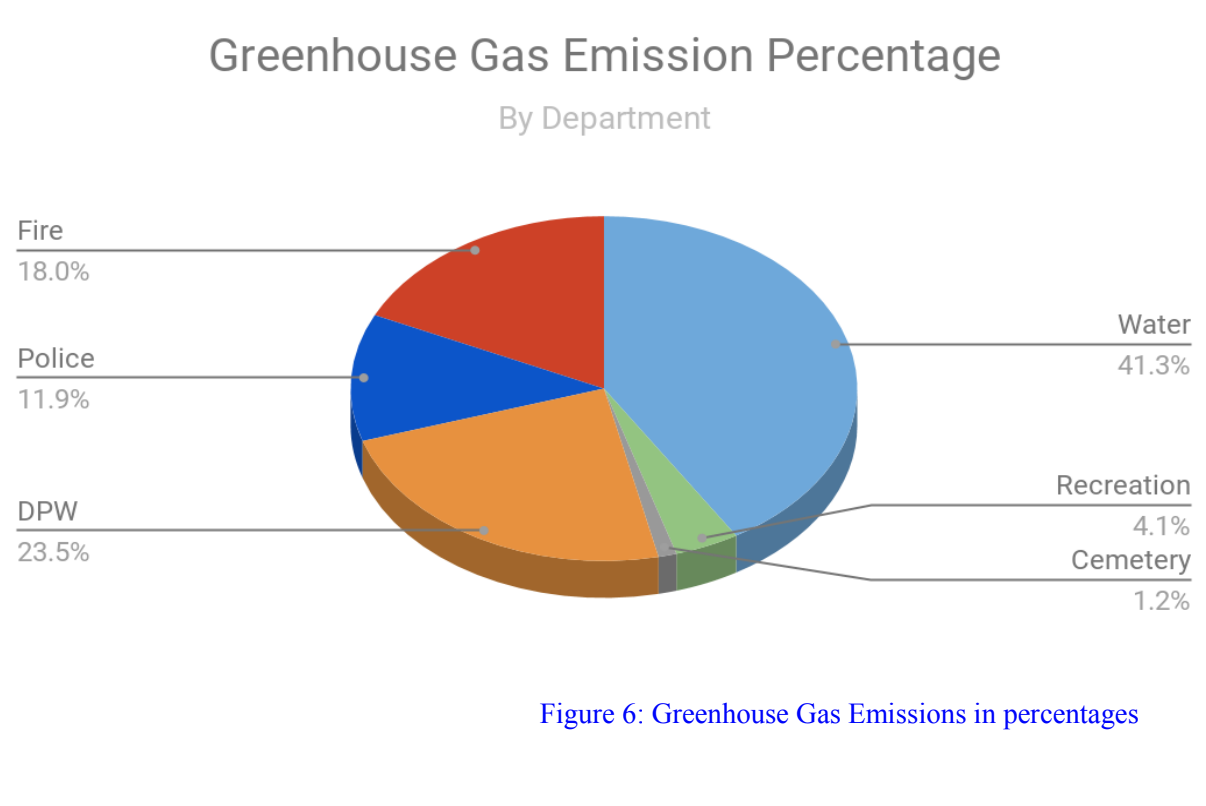 Greenhouse Gas Emission Percentage
By Department
Fire
18.0%
Police
11.9%
DPW
23.5%
Water
41.3%
Recreation
4.1%
Cemetery
1.2%
Figure 6: Greenhouse Gas Emissions in percentages